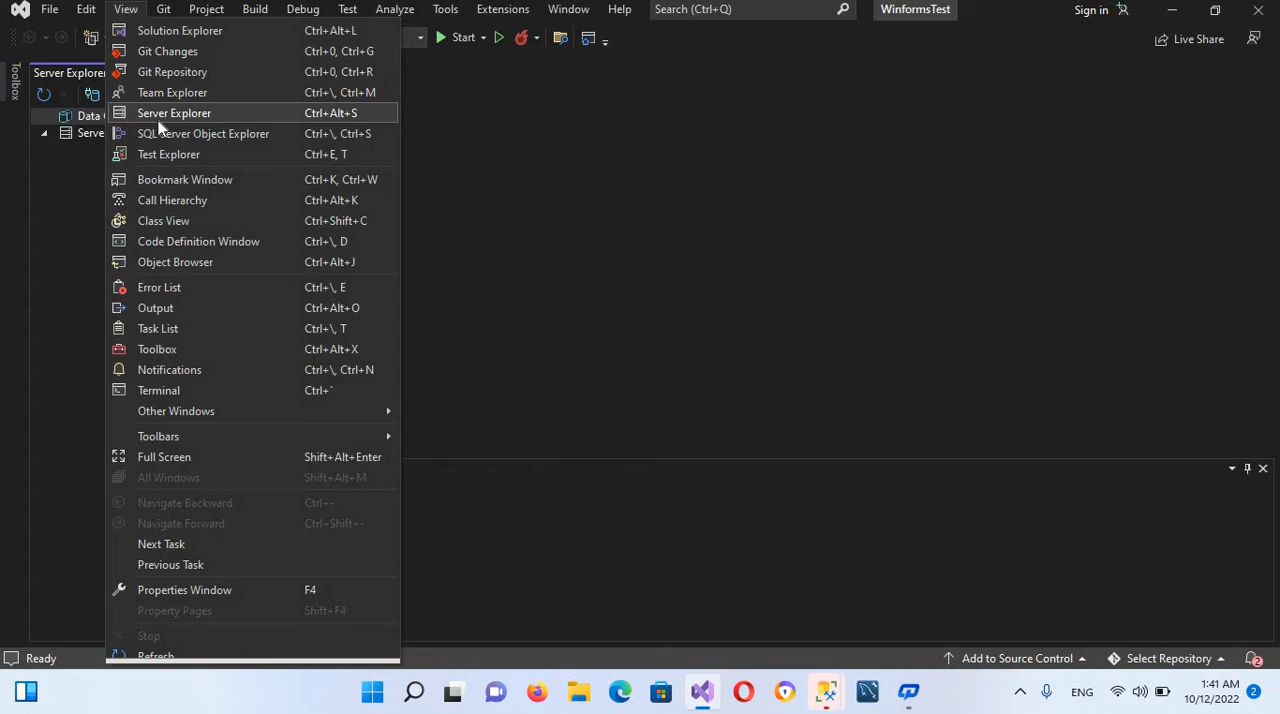 File Edit View Git Project Build Debug Test Analyze Tools Extensions Window Help Search (Ctrl+Q) WinformsTest Sign in
Start Live Share
Toolbox
Server Explorer
Data
Serve
Solution Explorer Ctrl+Alt+L
Git Changes Ctrl+0, Ctrl+G
Git Repository Ctrl+0, Ctrl+R
Team Explorer Ctrl+\, Ctrl+M
Server Explorer Ctrl+Alt+S
SQL Server Object Explorer Ctrl+\, Ctrl+S
Test Explorer Ctrl+E, T
Bookmark Window Ctrl+K, Ctrl+W
Call Hierarchy Ctrl+Alt+K
Class View Ctrl+Shift+C
Code Definition Window Ctrl+\, D
Object Browser Ctrl+Alt+J
Error List Ctrl+\, E
Output Ctrl+Alt+O
Task List Ctrl+\, T
Toolbox Ctrl+Alt+X
Notifications Ctrl+\, Ctrl+N
Terminal Ctrl+`
Other Windows
Toolbars
Full Screen Shift+Alt+Enter
All Windows Shift+Alt+M
Navigate Backward Ctrl+-
Navigate Forward Ctrl+Shift+-
Next Task
Previous Task
Properties Window F4
Property Pages Shift+F4
Stop
Refresh
Ready Add to Source Control Select Repository 2
ENG 1:41 AM
10/12/2022 2